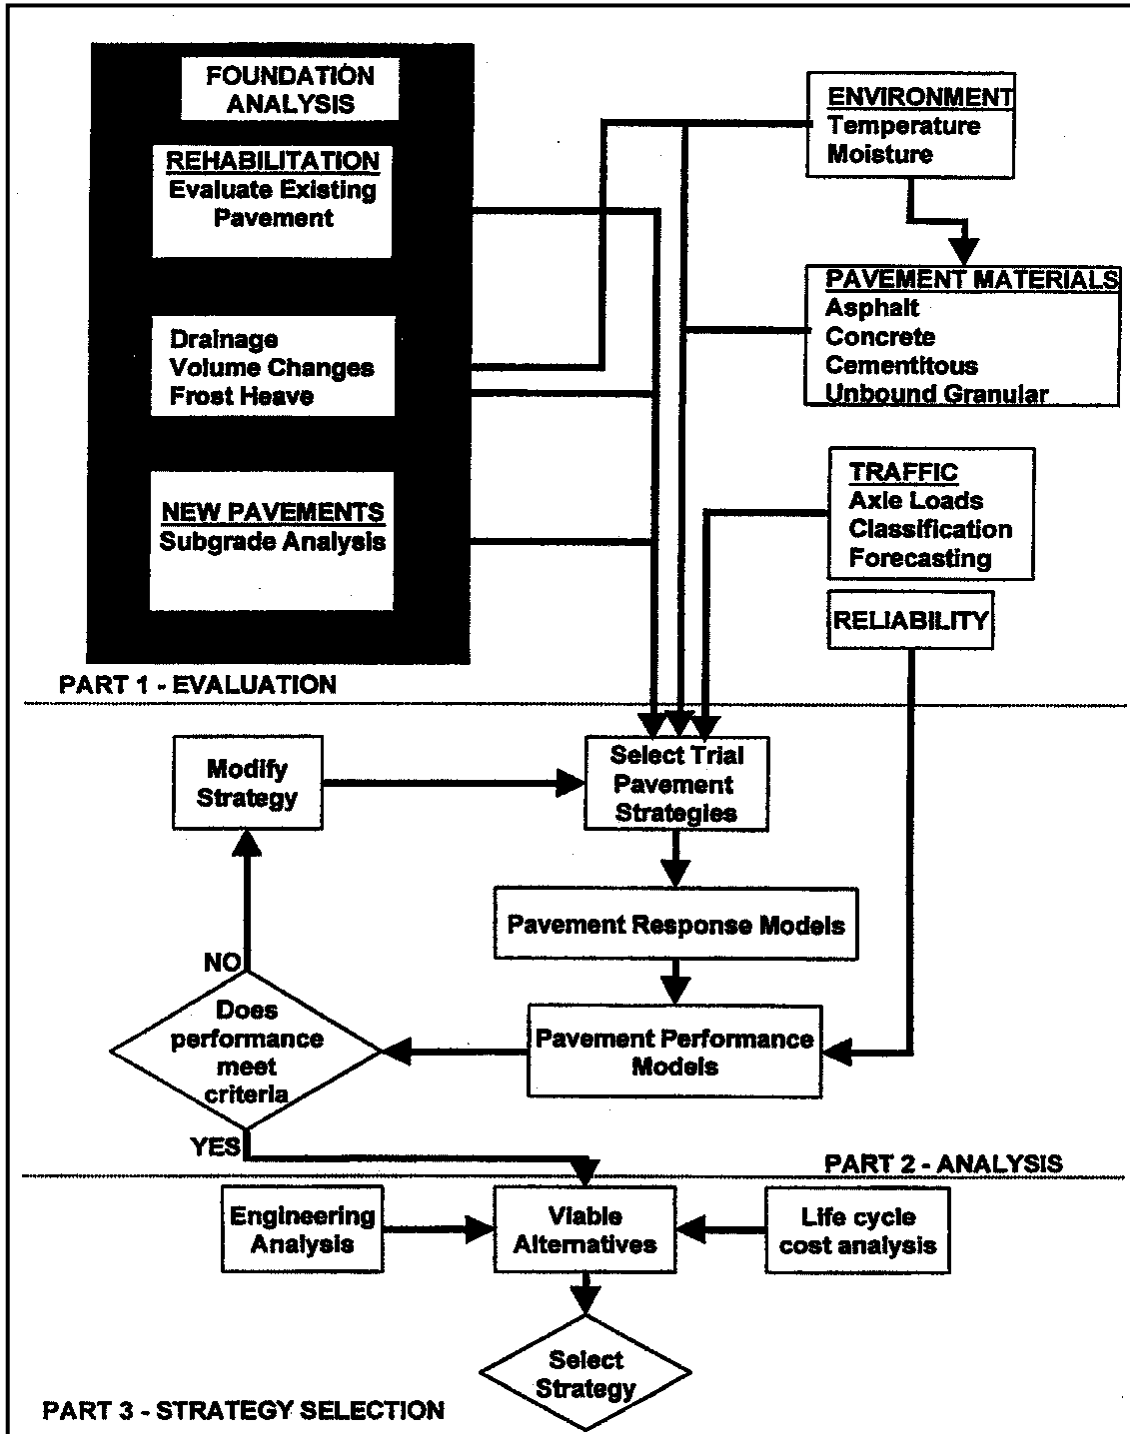 FOUNDATION
ANALYSIS
REHABILITATION
Evaluate Existing
Pavement
Drainage
Volume Changes
Frost Heave
NEW PAVEMENTS
Subgrade Analysis
ENVIRONMENT
Temperature
Moisture
PAVEMENT MATERIALS
Asphalt
Concrete
Cementitous
Unbound Granular
TRAFFIC
Axle Loads
Classification
Forecasting
RELIABILITY
PART 1 - EVALUATION
Modify
Strategy
Select Trial
Pavement
Strategies
Pavement Response Models
NO
Does
performance
meet
criteria
Pavement Performance
Models
YES
PART 2 - ANALYSIS
Engineering
Analysis
Viable
Alternatives
Life cycle
cost analysis
Select
Strategy
PART 3 - STRATEGY SELECTION